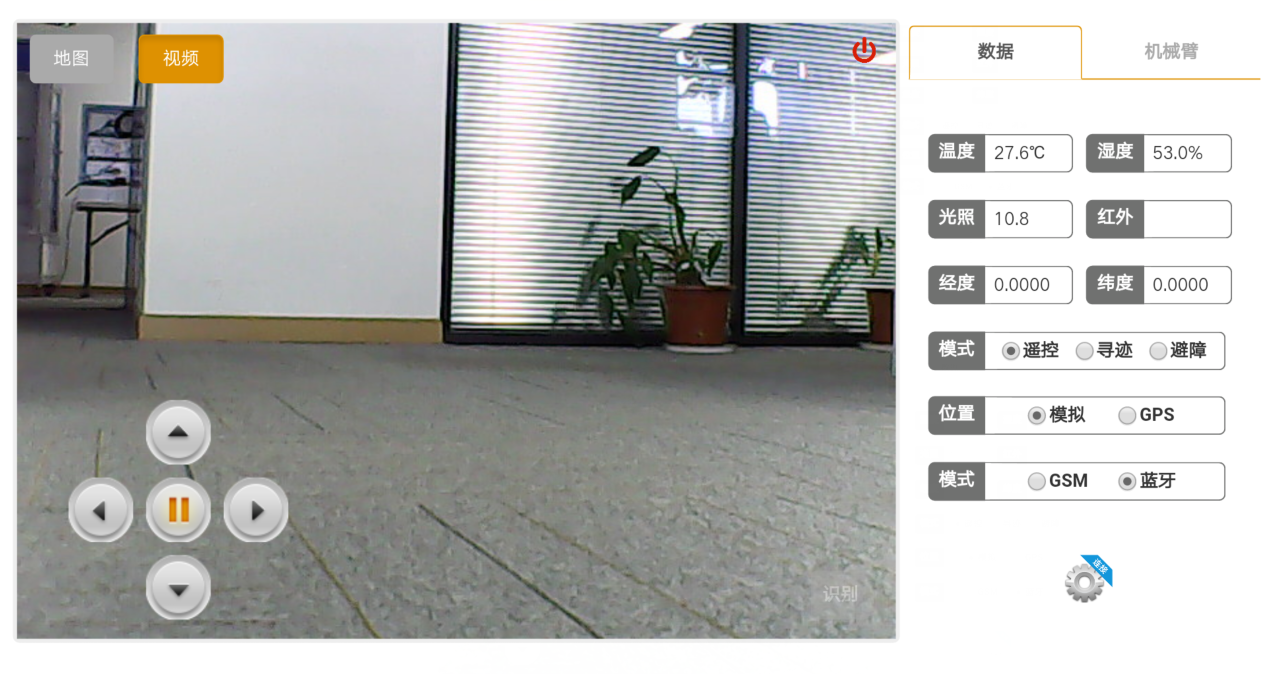 地图 视频
数据 机械臂
温度 27.6℃ 湿度 53.0%
光照 10.8 红外
经度 0.0000 纬度 0.0000
模式 遥控 寻迹 避障
位置 模拟 GPS
模式 GSM 蓝牙
连接
识别